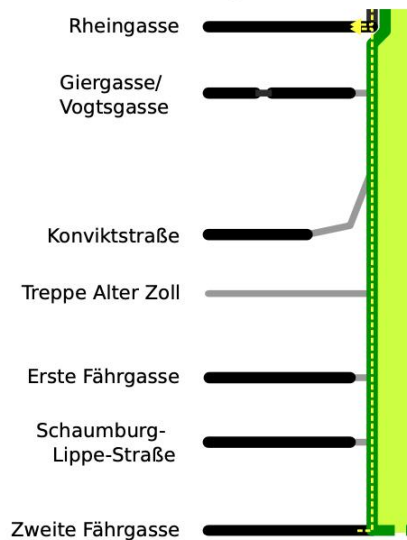 Rheingasse
Giergasse/
Vogtsgasse
Konviktstraße
Treppe Alter Zoll
Erste Fährgasse
Schaumburg-
Lippe-Straße
Zweite Fährgasse